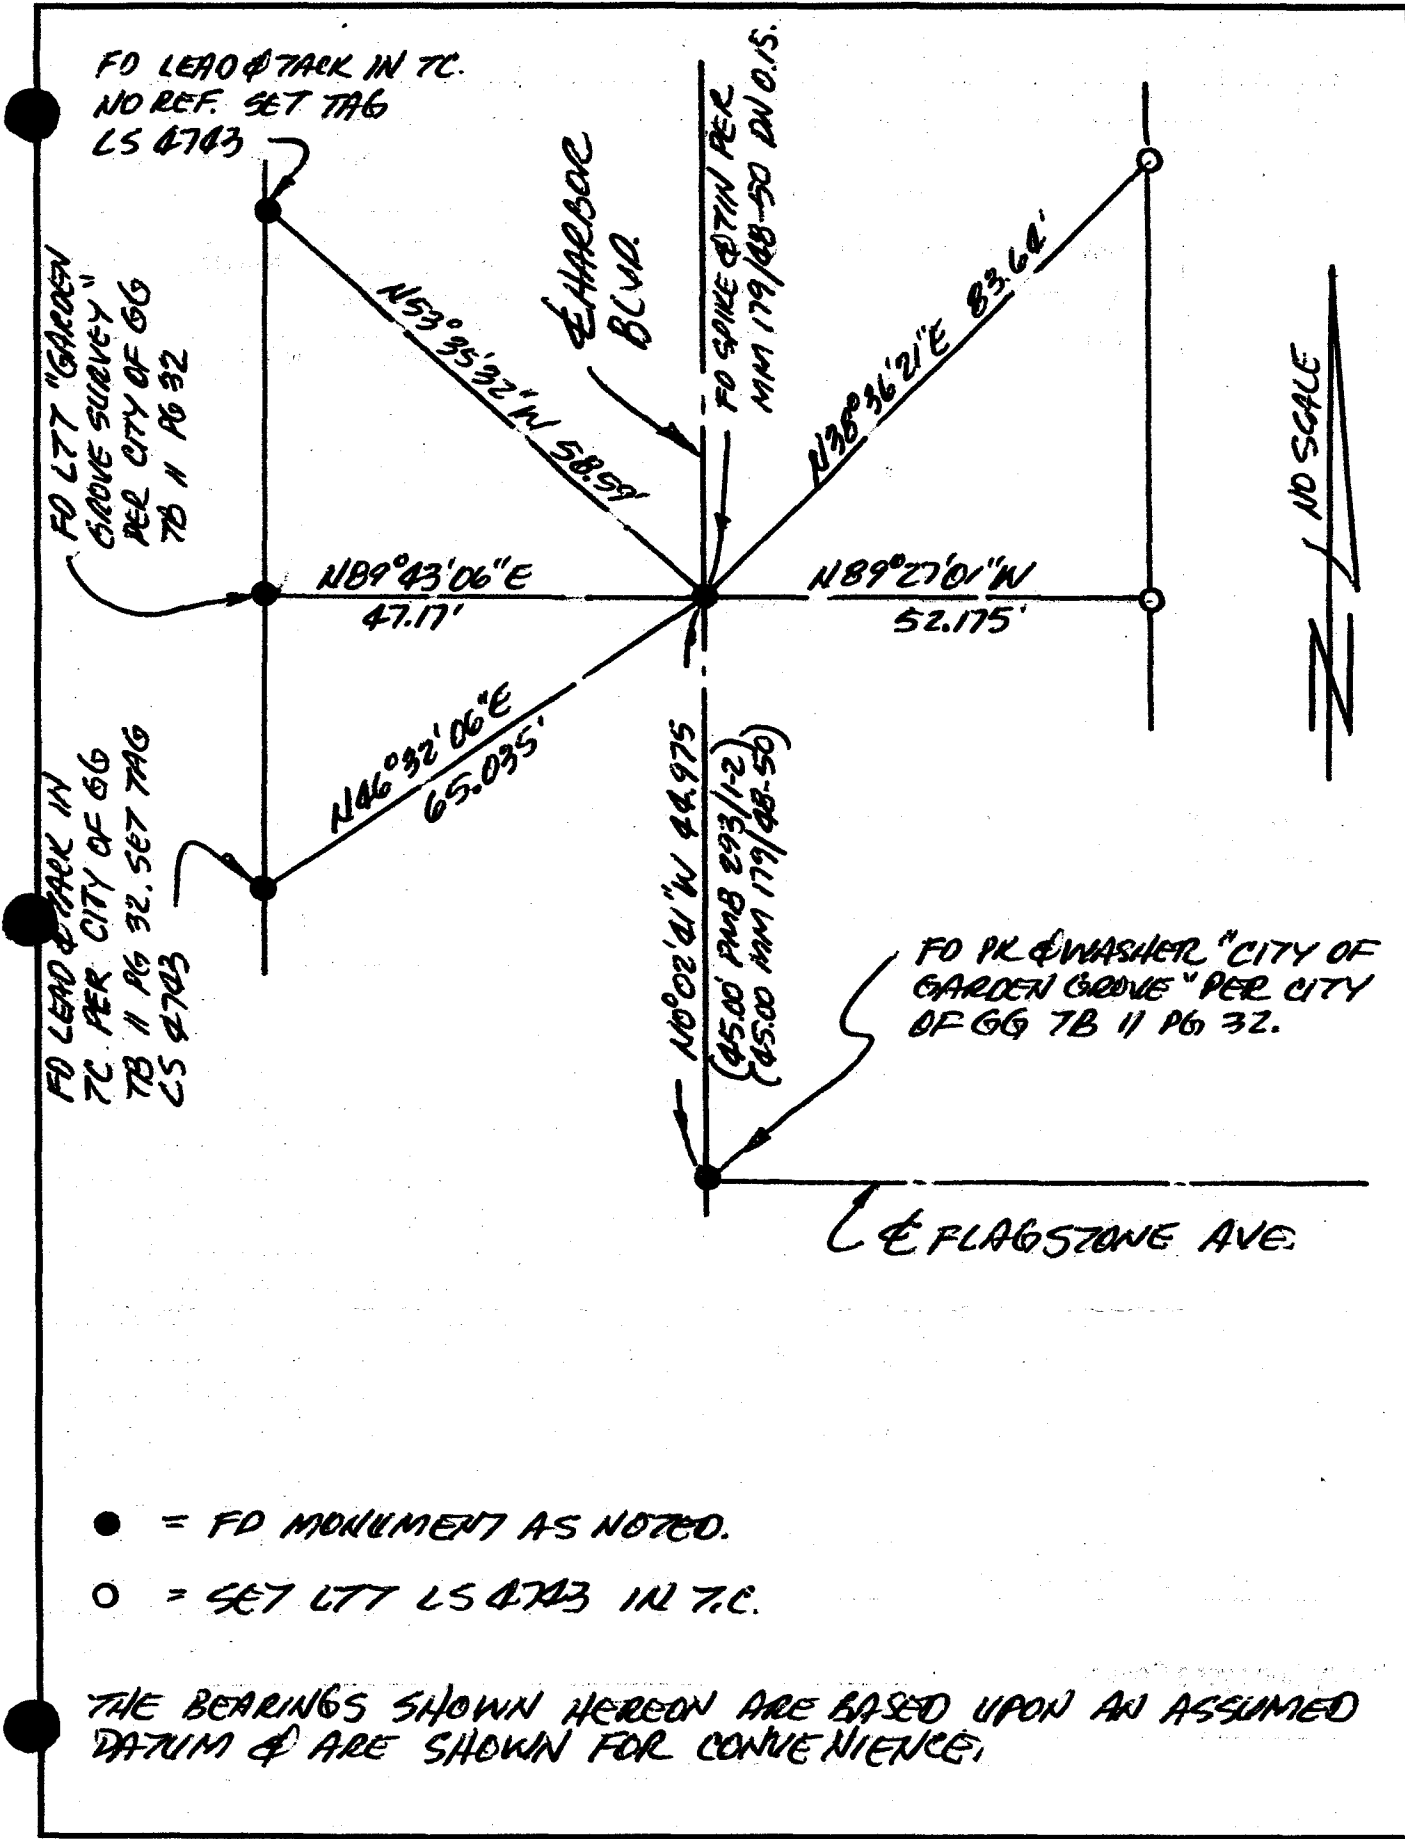 FD LEAD & TACK IN TC.
NO REF. SET TAG
LS 4743
℄ HARBOR
BLVD.
FD SPIKE & TIN PER
MM 179/48-50 DN 0.15.
FD LTT "GARDEN
GROVE SURVEY"
PER CITY OF GG
TB 11 PG 32
N53°35'32"W 58.59'
N38°36'21"E 83.64'
NO SCALE
N89°43'06"E
47.17'
N89°27'01"W
52.175'
N46°32'06"E
65.035'
FD LEAD & TACK IN
TC. PER CITY OF GG
TB 11 PG 32. SET TAG
LS 4743
N0°02'41"W 44.975
(45.00' PMB 293/1-2)
(45.00 MM 179/48-50)
FD PK & WASHER "CITY OF
GARDEN GROVE" PER CITY
OF GG TB 11 PG 32.
℄ FLAGSTONE AVE.
N
● = FD MONUMENT AS NOTED.
○ = SET LTT LS 4743 IN T.C.
THE BEARINGS SHOWN HEREON ARE BASED UPON AN ASSUMED
DATUM & ARE SHOWN FOR CONVENIENCE.